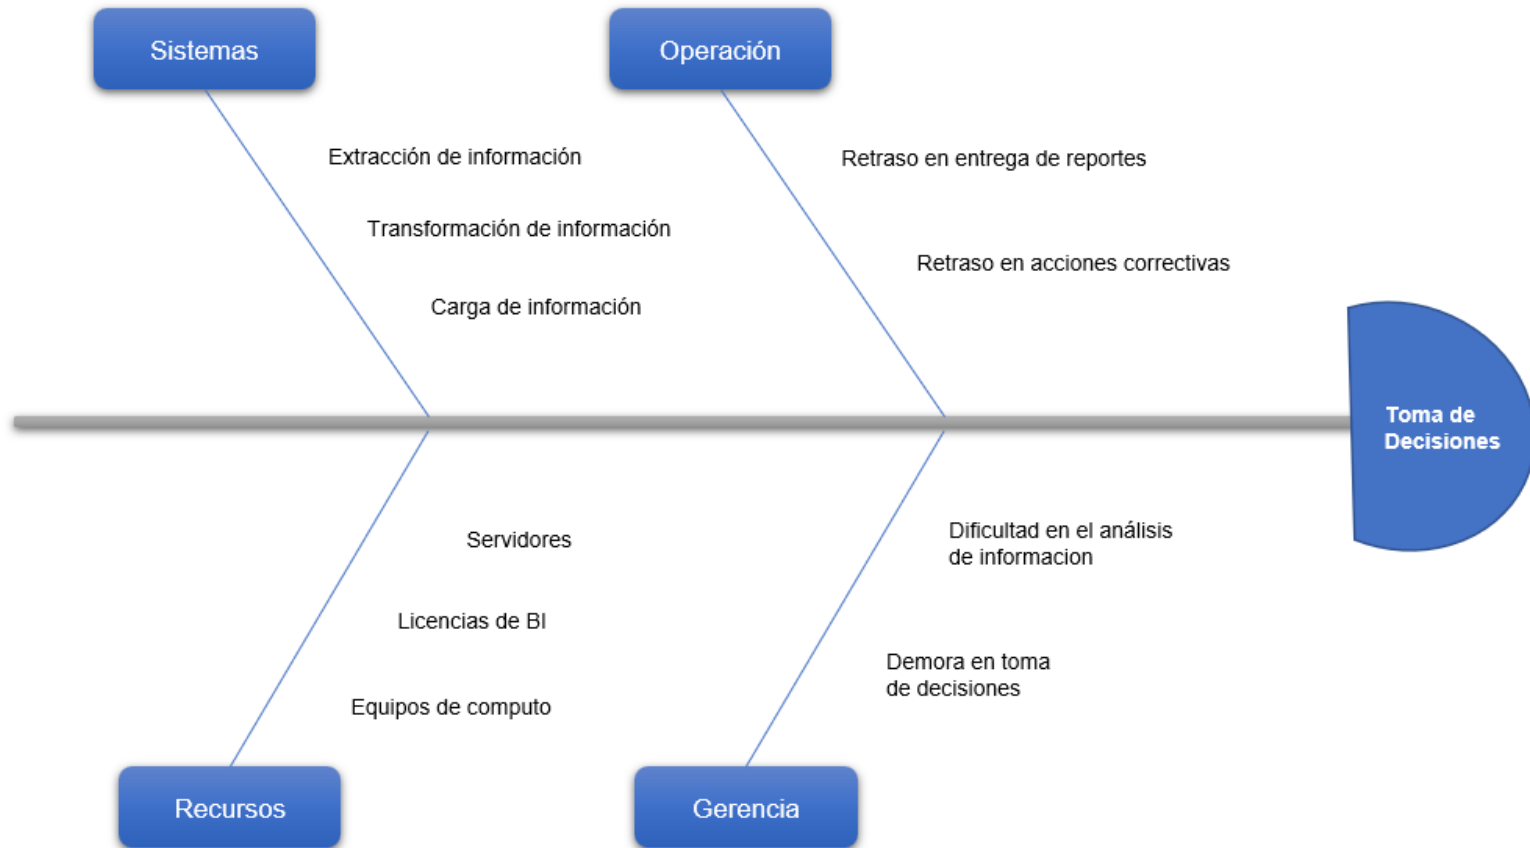 Sistemas
Operación
Extracción de información
Retraso en entrega de reportes
Transformación de información
Retraso en acciones correctivas
Carga de información
Toma de
Decisiones
Servidores
Dificultad en el análisis
de informacion
Licencias de BI
Demora en toma
de decisiones
Equipos de computo
Recursos
Gerencia